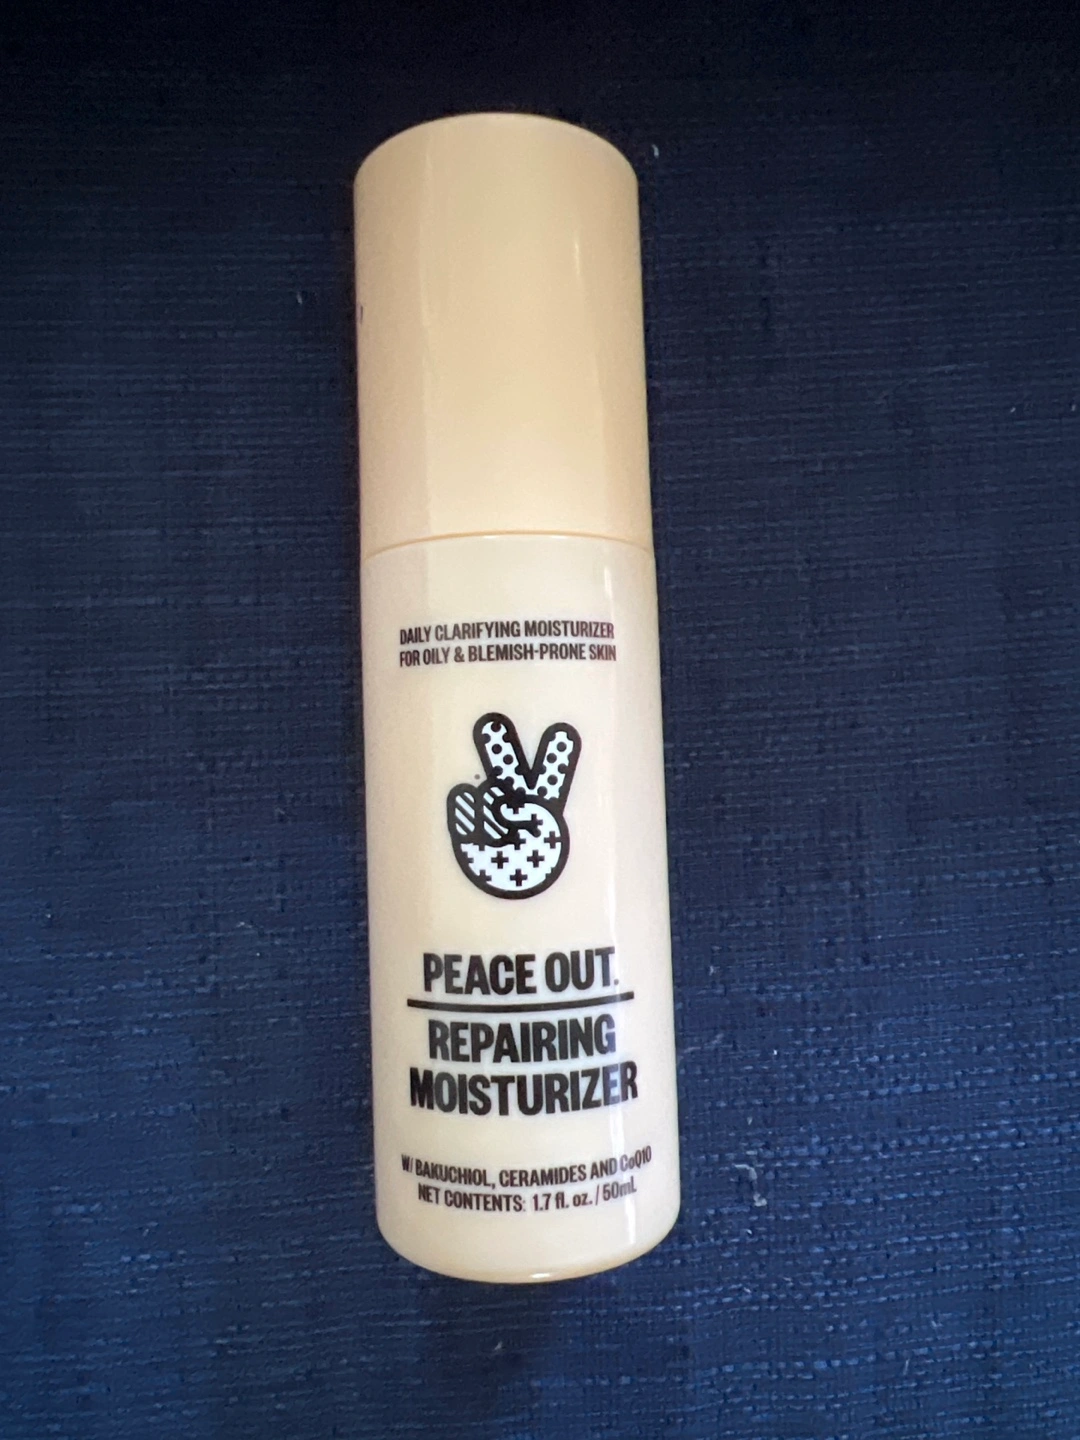 DAILY CLARIFYING MOISTURIZER
FOR OILY & BLEMISH-PRONE SKIN
PEACE OUT.
REPAIRING
MOISTURIZER
W/ BAKUCHIOL, CERAMIDES AND CoQ10
NET CONTENTS: 1.7 fl. oz. / 50mL